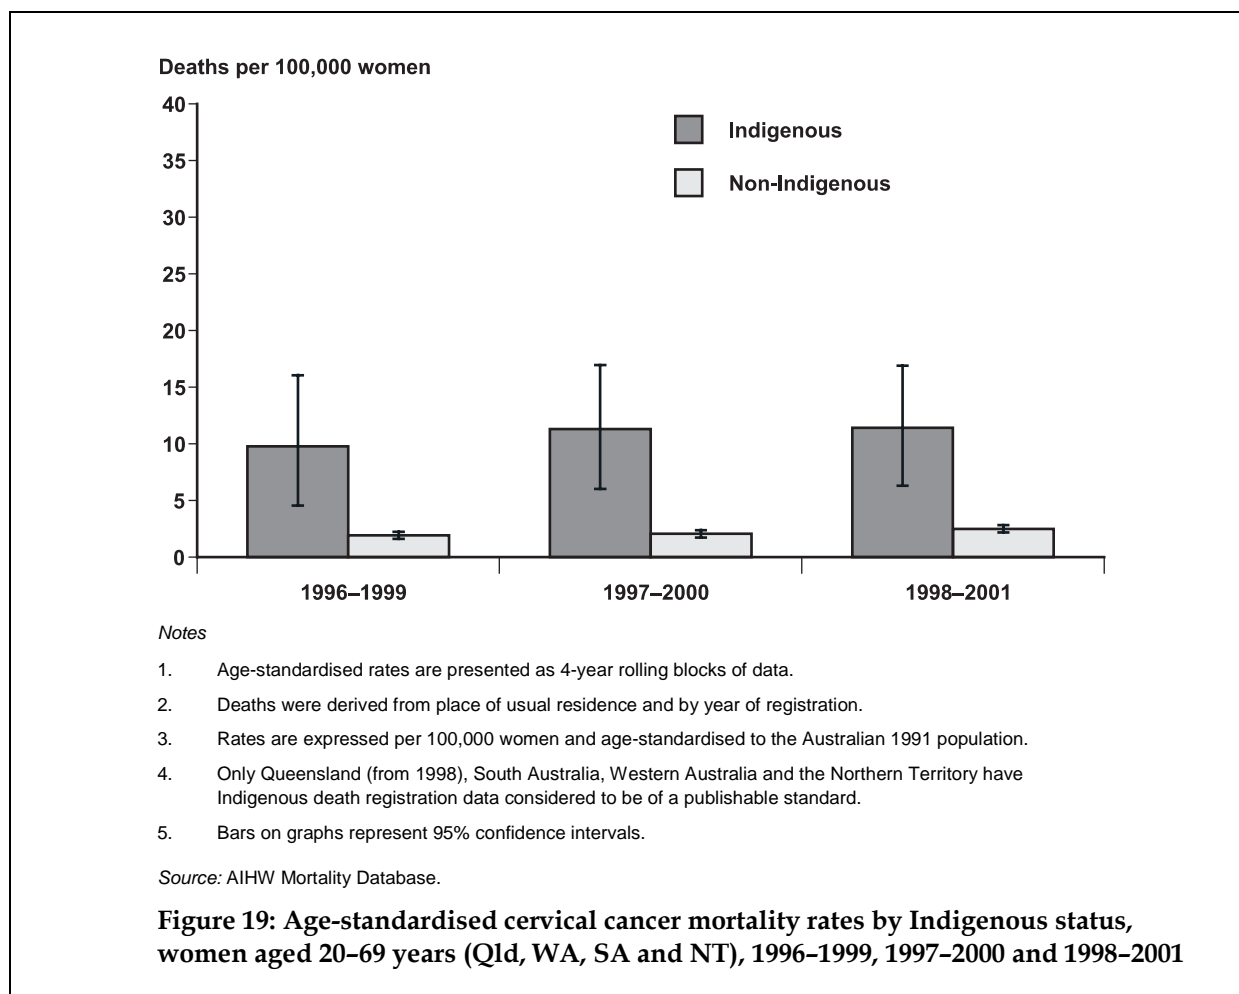 Deaths per 100,000 women
40
35
30
25
20
15
10
5
0
Indigenous
Non-Indigenous
1996–1999
1997–2000
1998–2001
Notes
1. Age-standardised rates are presented as 4-year rolling blocks of data.
2. Deaths were derived from place of usual residence and by year of registration.
3. Rates are expressed per 100,000 women and age-standardised to the Australian 1991 population.
4. Only Queensland (from 1998), South Australia, Western Australia and the Northern Territory have
Indigenous death registration data considered to be of a publishable standard.
5. Bars on graphs represent 95% confidence intervals.
Source: AIHW Mortality Database.
Figure 19: Age-standardised cervical cancer mortality rates by Indigenous status,
women aged 20–69 years (Qld, WA, SA and NT), 1996–1999, 1997–2000 and 1998–2001